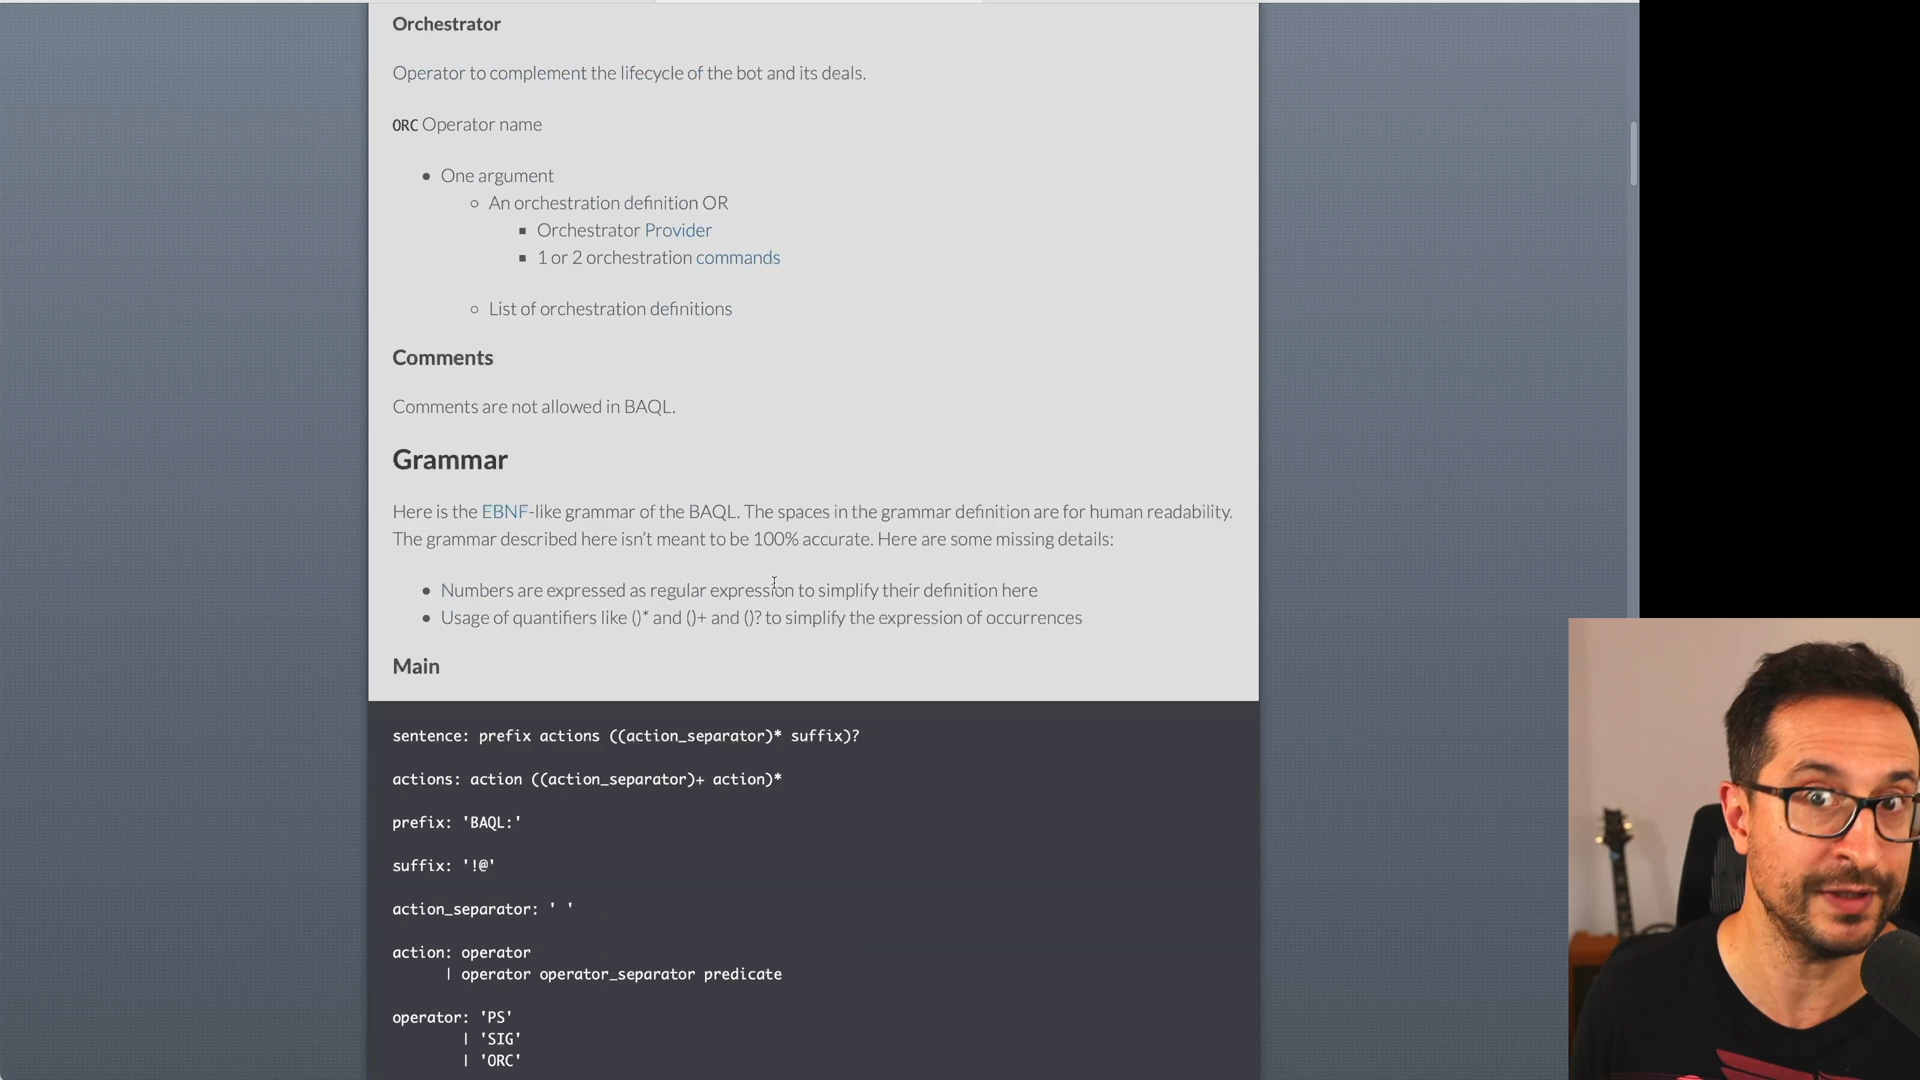 Orchestrator
Operator to complement the lifecycle of the bot and its deals.
ORC Operator name
• One argument
○ An orchestration definition OR
▪ Orchestrator Provider
▪ 1 or 2 orchestration commands
○ List of orchestration definitions
Comments
Comments are not allowed in BAQL.
Grammar
Here is the EBNF-like grammar of the BAQL. The spaces in the grammar definition are for human readability.
The grammar described here isn't meant to be 100% accurate. Here are some missing details:
• Numbers are expressed as regular expression to simplify their definition here
• Usage of quantifiers like ()* and ()+ and ()? to simplify the expression of occurrences
Main
sentence: prefix actions ((action_separator)* suffix)?
actions: action ((action_separator)+ action)*
prefix: 'BAQL:'
suffix: '!@'
action_separator: ' '
action: operator
| operator operator_separator predicate
operator: 'PS'
| 'SIG'
| 'ORC'